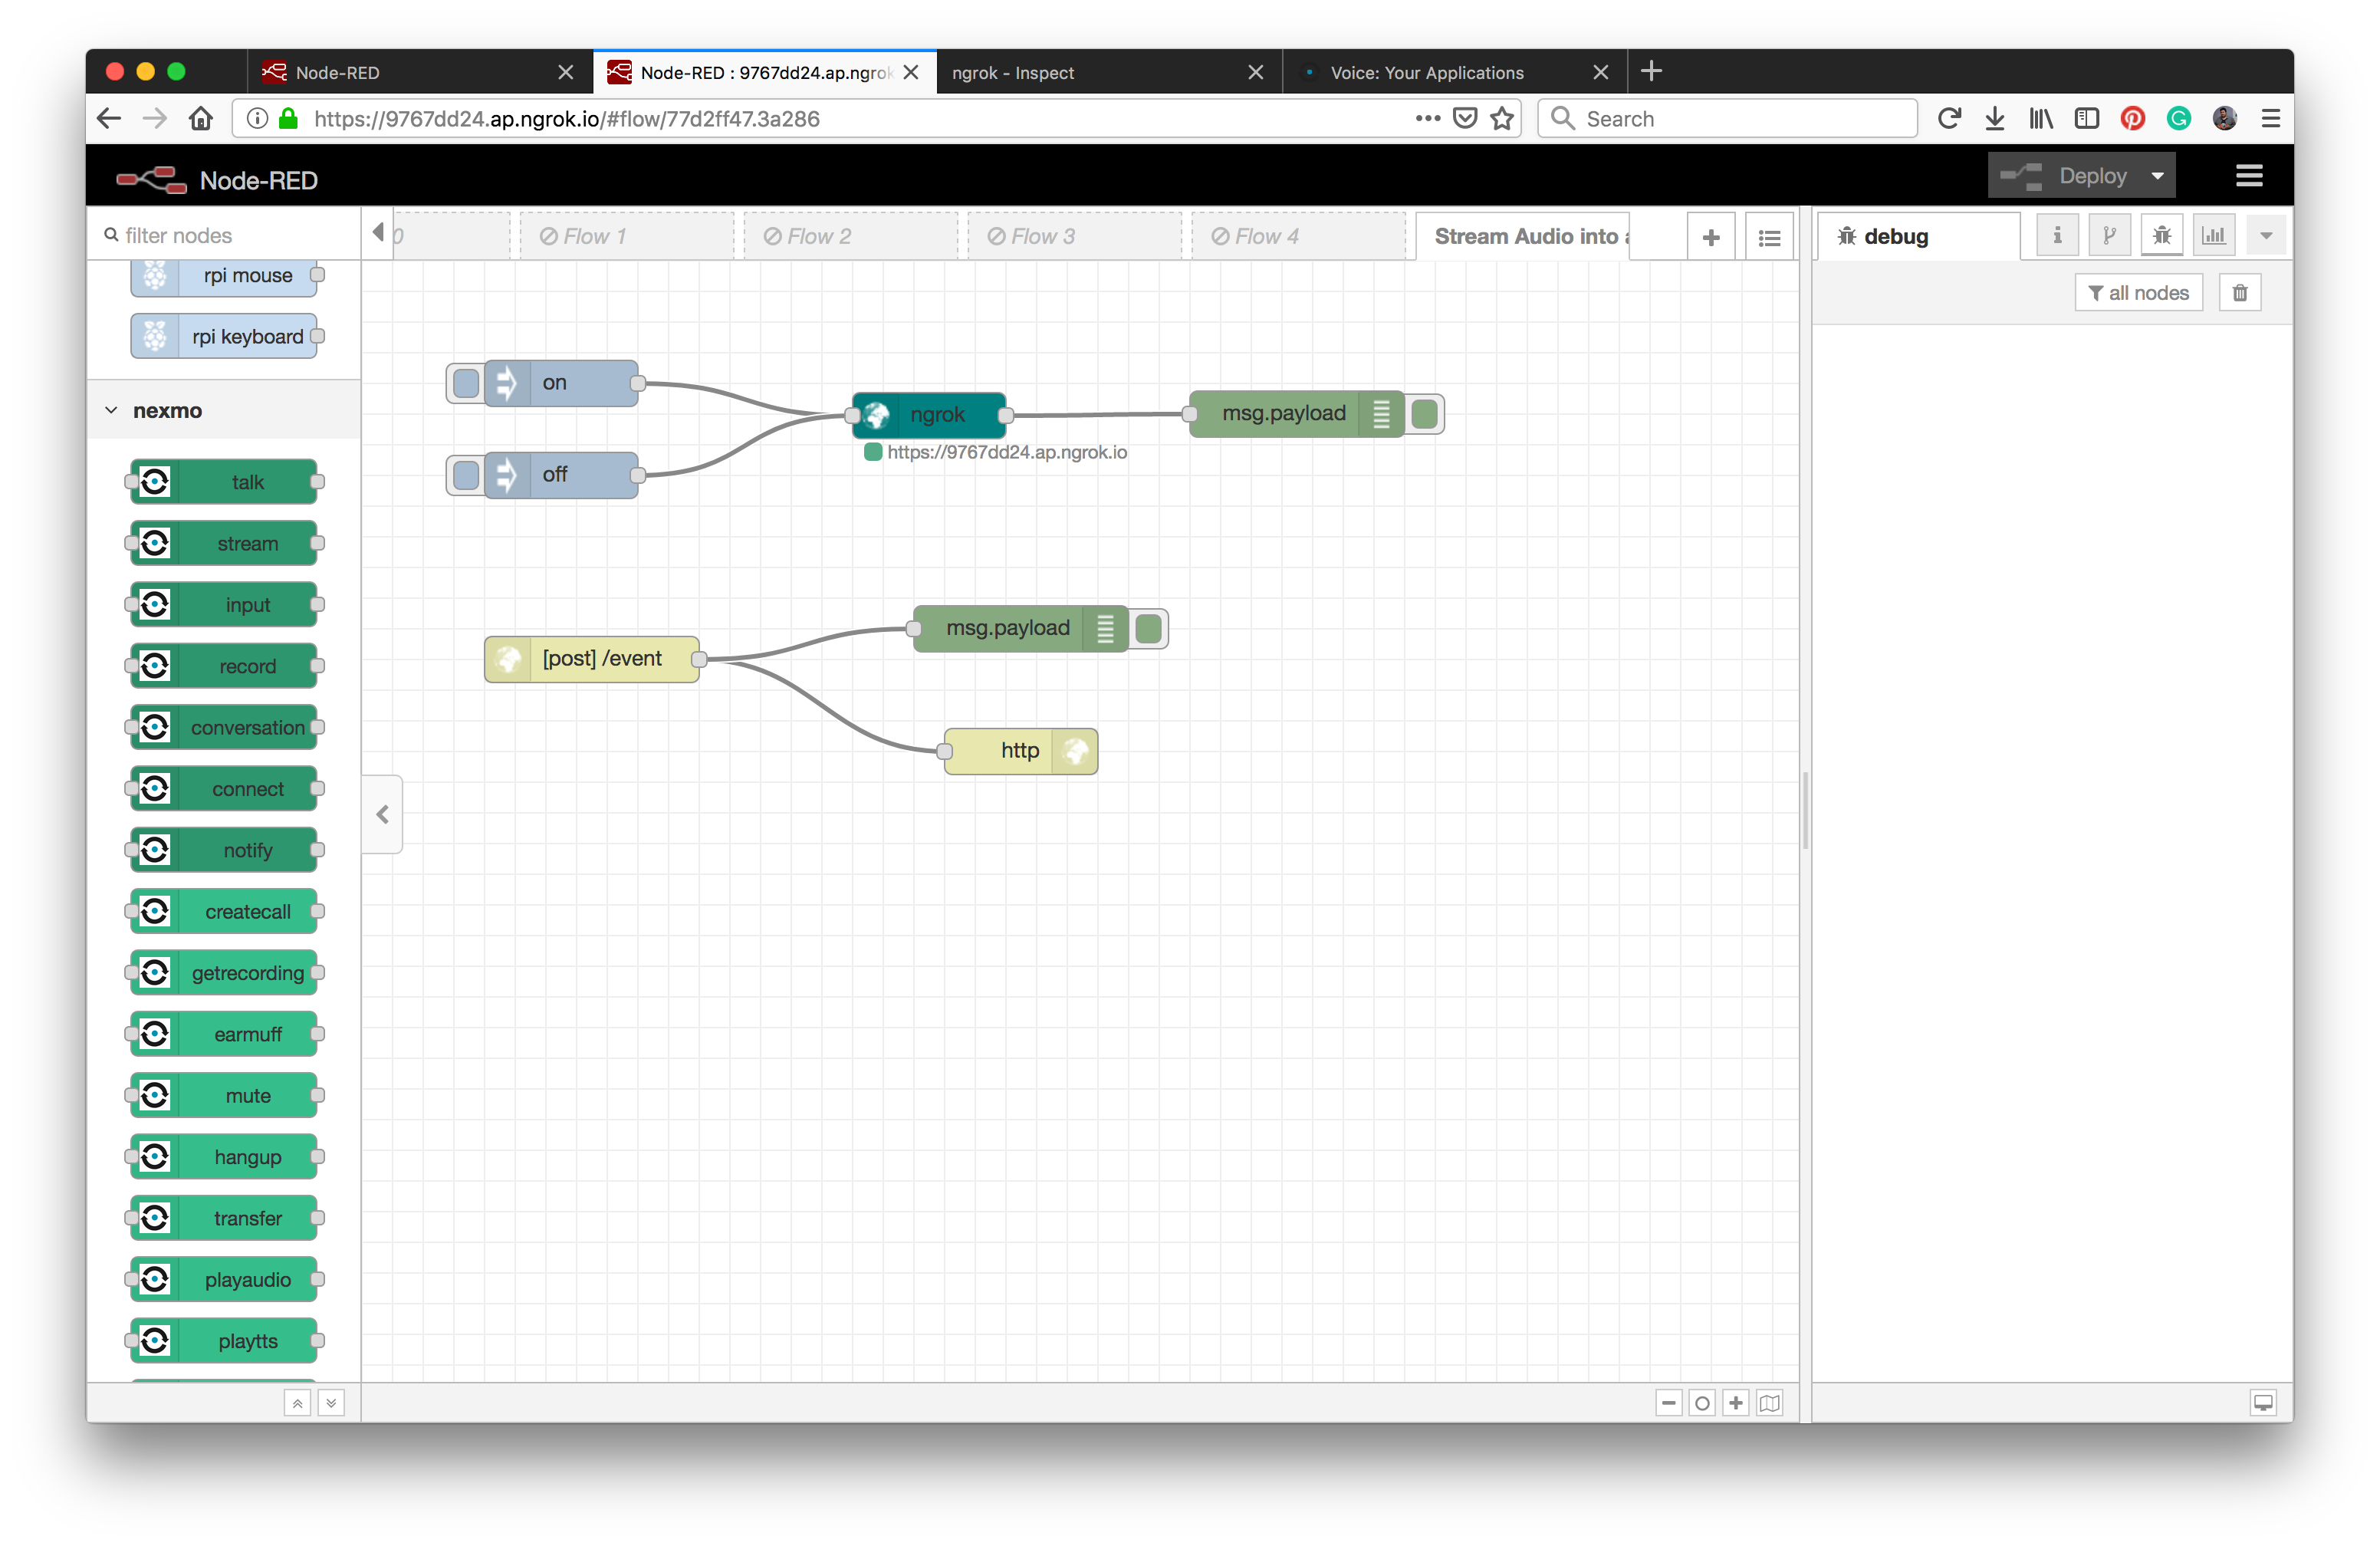 Node-RED
Node-RED : 9767dd24.ap.ngrok
ngrok - Inspect
Voice: Your Applications
https://9767dd24.ap.ngrok.io/#flow/77d2ff47.3a286
Search
Node-RED
Deploy
filter nodes
0
Flow 1
Flow 2
Flow 3
Flow 4
Stream Audio into a
debug
all nodes
rpi mouse
rpi keyboard
nexmo
talk
stream
input
record
conversation
connect
notify
createcall
getrecording
earmuff
mute
hangup
transfer
playaudio
playtts
on
off
ngrok
https://9767dd24.ap.ngrok.io
msg.payload
[post] /event
msg.payload
http